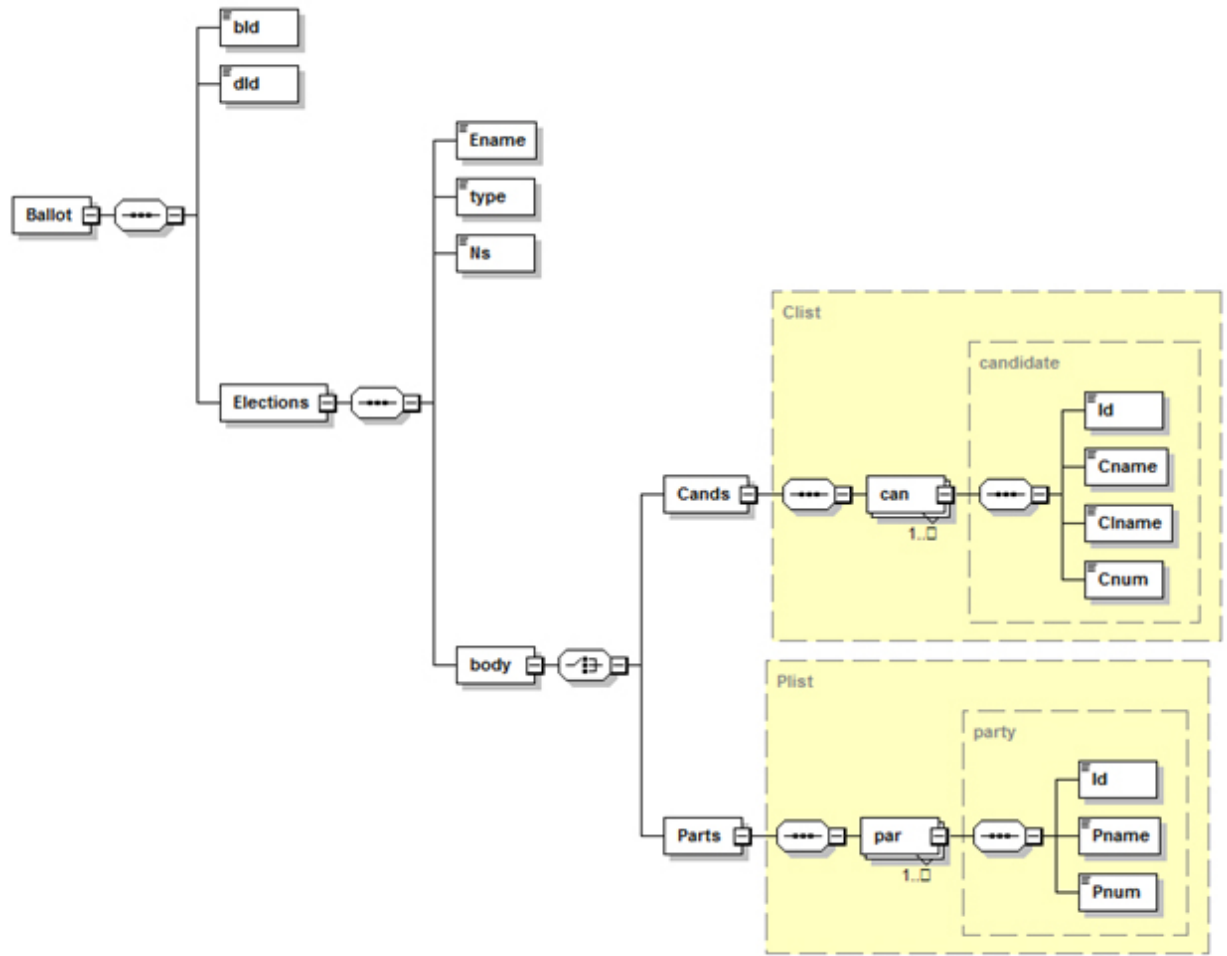 bId
dId
Ballot
Elections
Ename
type
Ns
body
Clist
candidate
Cands
can
1..
Id
Cname
Clname
Cnum
Plist
party
Parts
par
1..
Id
Pname
Pnum